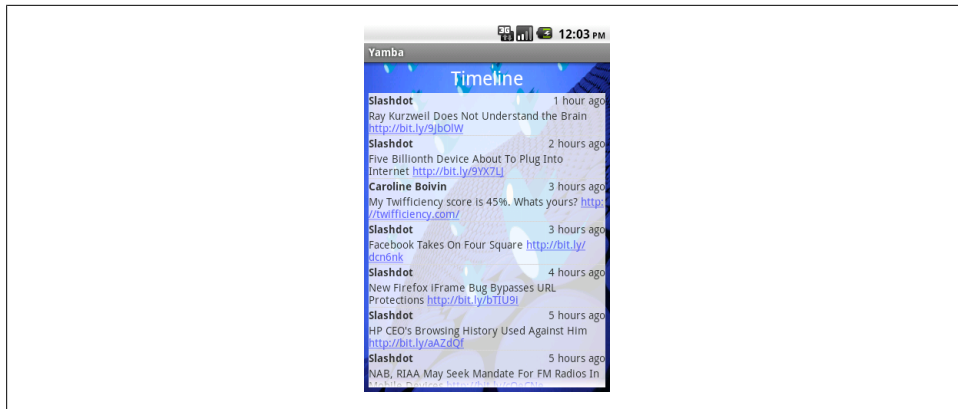 3G
12:03 PM
Yamba
Timeline
Slashdot 1 hour ago
Ray Kurzweil Does Not Understand the Brain
http://bit.ly/9JbOlW
Slashdot 2 hours ago
Five Billionth Device About To Plug Into
Internet http://bit.ly/9YX7LJ
Caroline Boivin 3 hours ago
My Twifficiency score is 45%. Whats yours? http:
//twifficiency.com/
Slashdot 3 hours ago
Facebook Takes On Four Square http://bit.ly/
dcn6nk
Slashdot 4 hours ago
New Firefox iFrame Bug Bypasses URL
Protections http://bit.ly/bTIU9i
Slashdot 5 hours ago
HP CEO's Browsing History Used Against Him
http://bit.ly/aAZdQf
Slashdot 5 hours ago
NAB, RIAA May Seek Mandate For FM Radios In
Mobile Devices